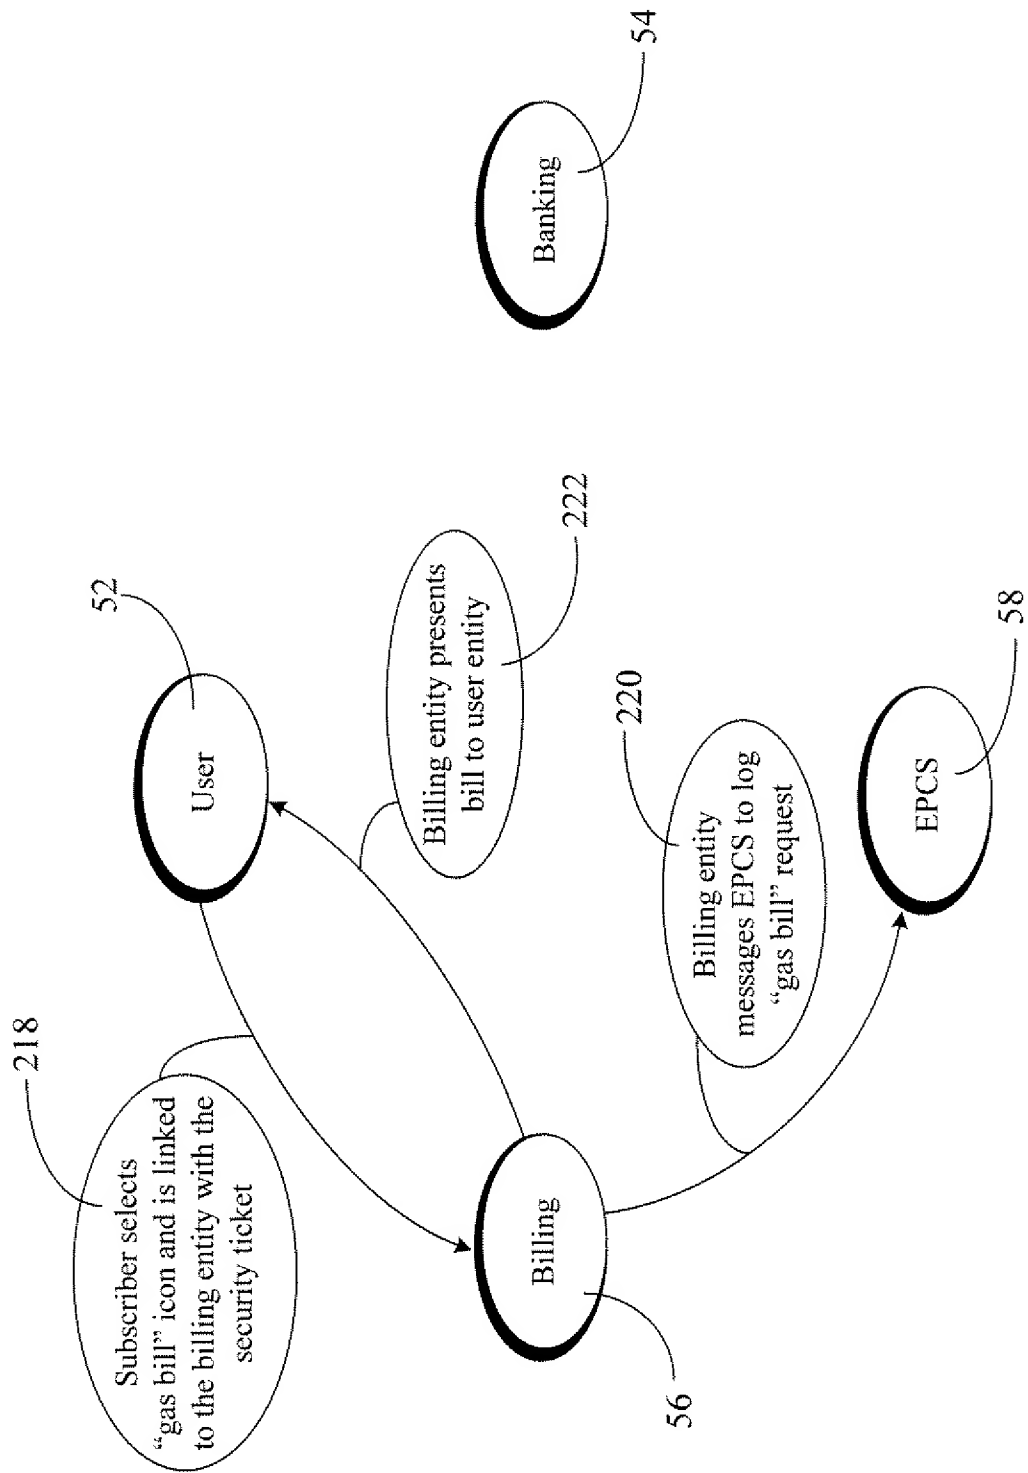 218
Subscriber selects
“gas bill” icon and is linked
to the billing entity with the
security ticket
52
User
Billing entity presents
bill to user entity
222
Billing
56
Banking
54
220
Billing entity
messages EPCS to log
“gas bill” request
EPCS
58